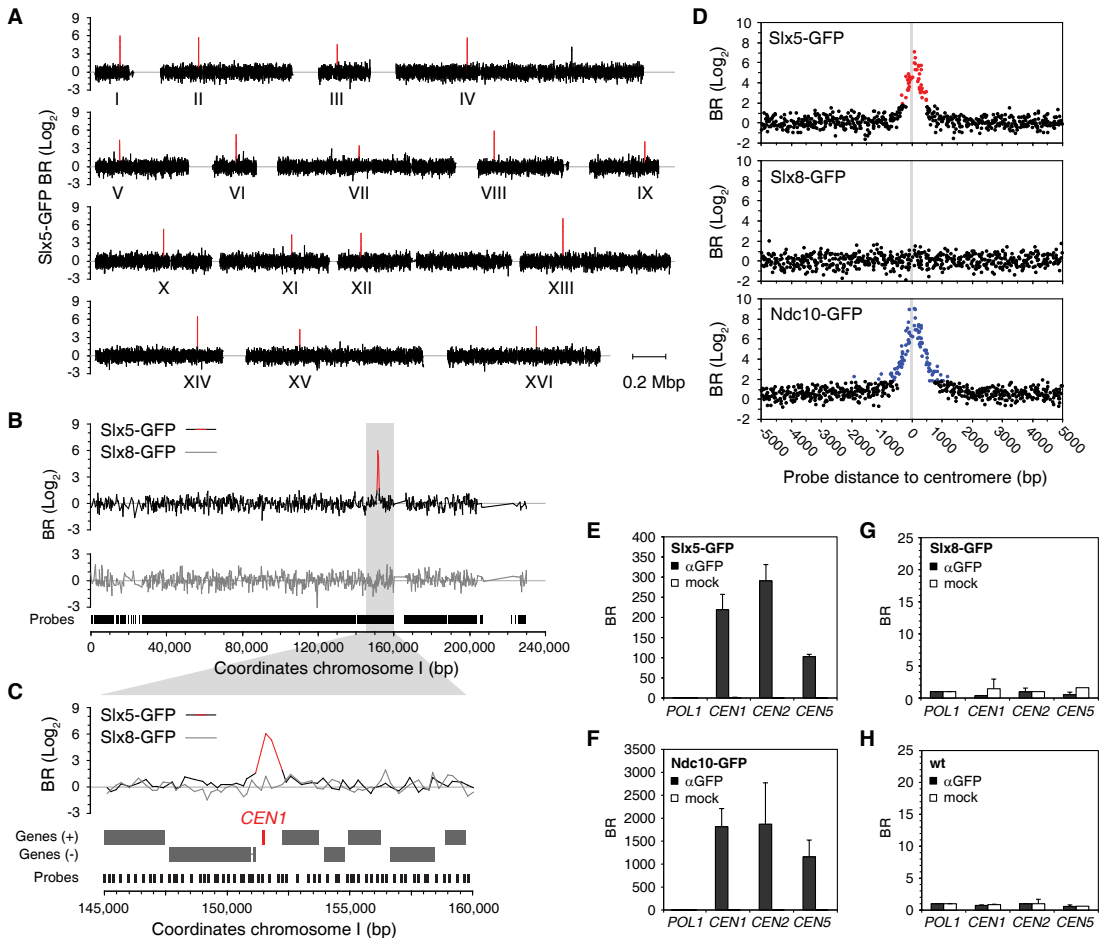 A
Slx5-GFP BR (Log2)
9
6
3
0
-3
I II III IV
9
6
3
0
-3
V VI VII VIII IX
9
6
3
0
-3
X XI XII XIII
9
6
3
0
-3
XIV XV XVI
0.2 Mbp
B
Slx5-GFP
Slx8-GFP
BR (Log2)
9
6
3
0
-3
3
0
-3
Probes
0 40,000 80,000 120,000 160,000 200,000 240,000
Coordinates chromosome I (bp)
C
Slx5-GFP
Slx8-GFP
BR (Log2)
9
6
3
0
CEN1
Genes (+)
Genes (-)
Probes
145,000 150,000 155,000 160,000
Coordinates chromosome I (bp)
D
Slx5-GFP
BR (Log2)
10
8
6
4
2
0
-2
Slx8-GFP
BR (Log2)
10
8
6
4
2
0
-2
Ndc10-GFP
BR (Log2)
10
8
6
4
2
0
-2
-5000 -4000 -3000 -2000 -1000 0 1000 2000 3000 4000 5000
Probe distance to centromere (bp)
E
Slx5-GFP
αGFP
mock
BR
400
350
300
250
200
150
100
50
0
POL1 CEN1 CEN2 CEN5
F
Ndc10-GFP
αGFP
mock
BR
3500
3000
2500
2000
1500
1000
500
0
POL1 CEN1 CEN2 CEN5
G
Slx8-GFP
αGFP
mock
BR
25
20
15
10
5
0
POL1 CEN1 CEN2 CEN5
H
wt
αGFP
mock
BR
25
20
15
10
5
0
POL1 CEN1 CEN2 CEN5